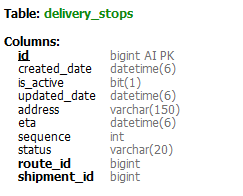 Table: delivery_stops
Columns:
id bigint AI PK
created_date datetime(6)
is_active bit(1)
updated_date datetime(6)
address varchar(150)
eta datetime(6)
sequence int
status varchar(20)
route_id bigint
shipment_id bigint